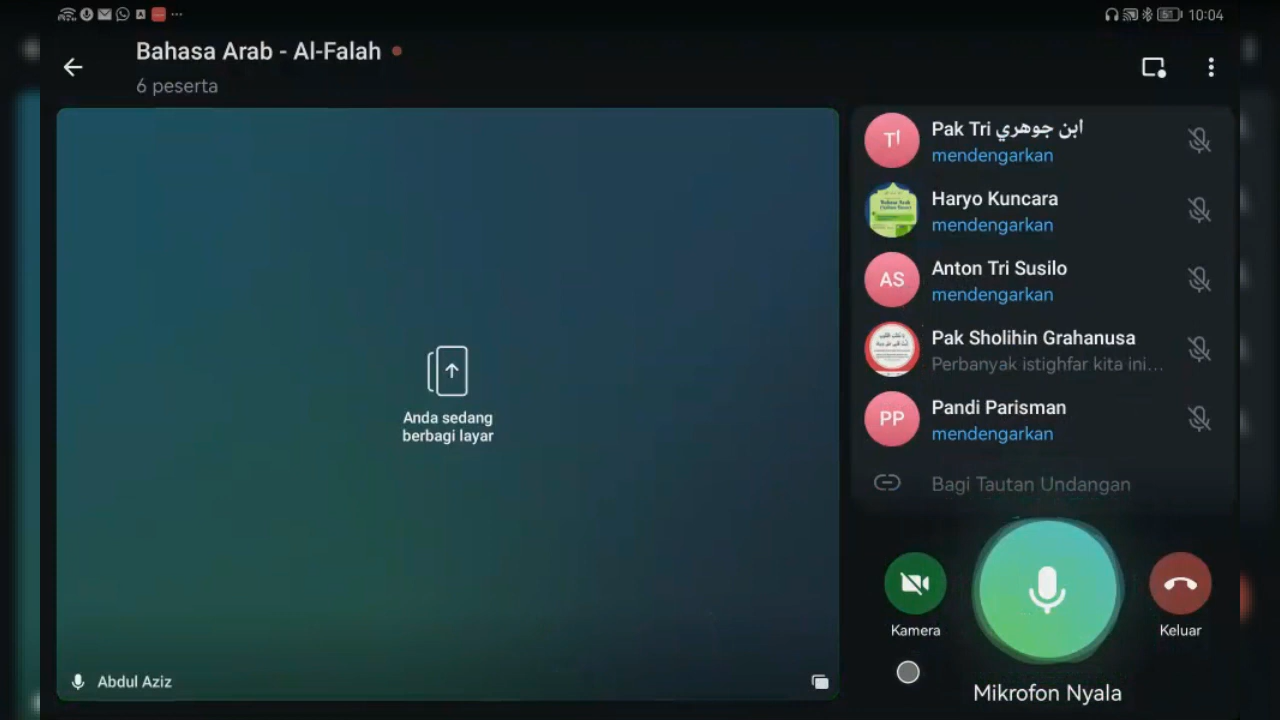 10:04
Bahasa Arab - Al-Falah
6 peserta
TI
Pak Tri ابن جوهري
mendengarkan
Haryo Kuncara
mendengarkan
AS
Anton Tri Susilo
mendengarkan
Pak Sholihin Grahanusa
Perbanyak istighfar kita ini...
PP
Pandi Parisman
mendengarkan
Bagi Tautan Undangan
Anda sedang
berbagi layar
Abdul Aziz
Kamera
Keluar
Mikrofon Nyala